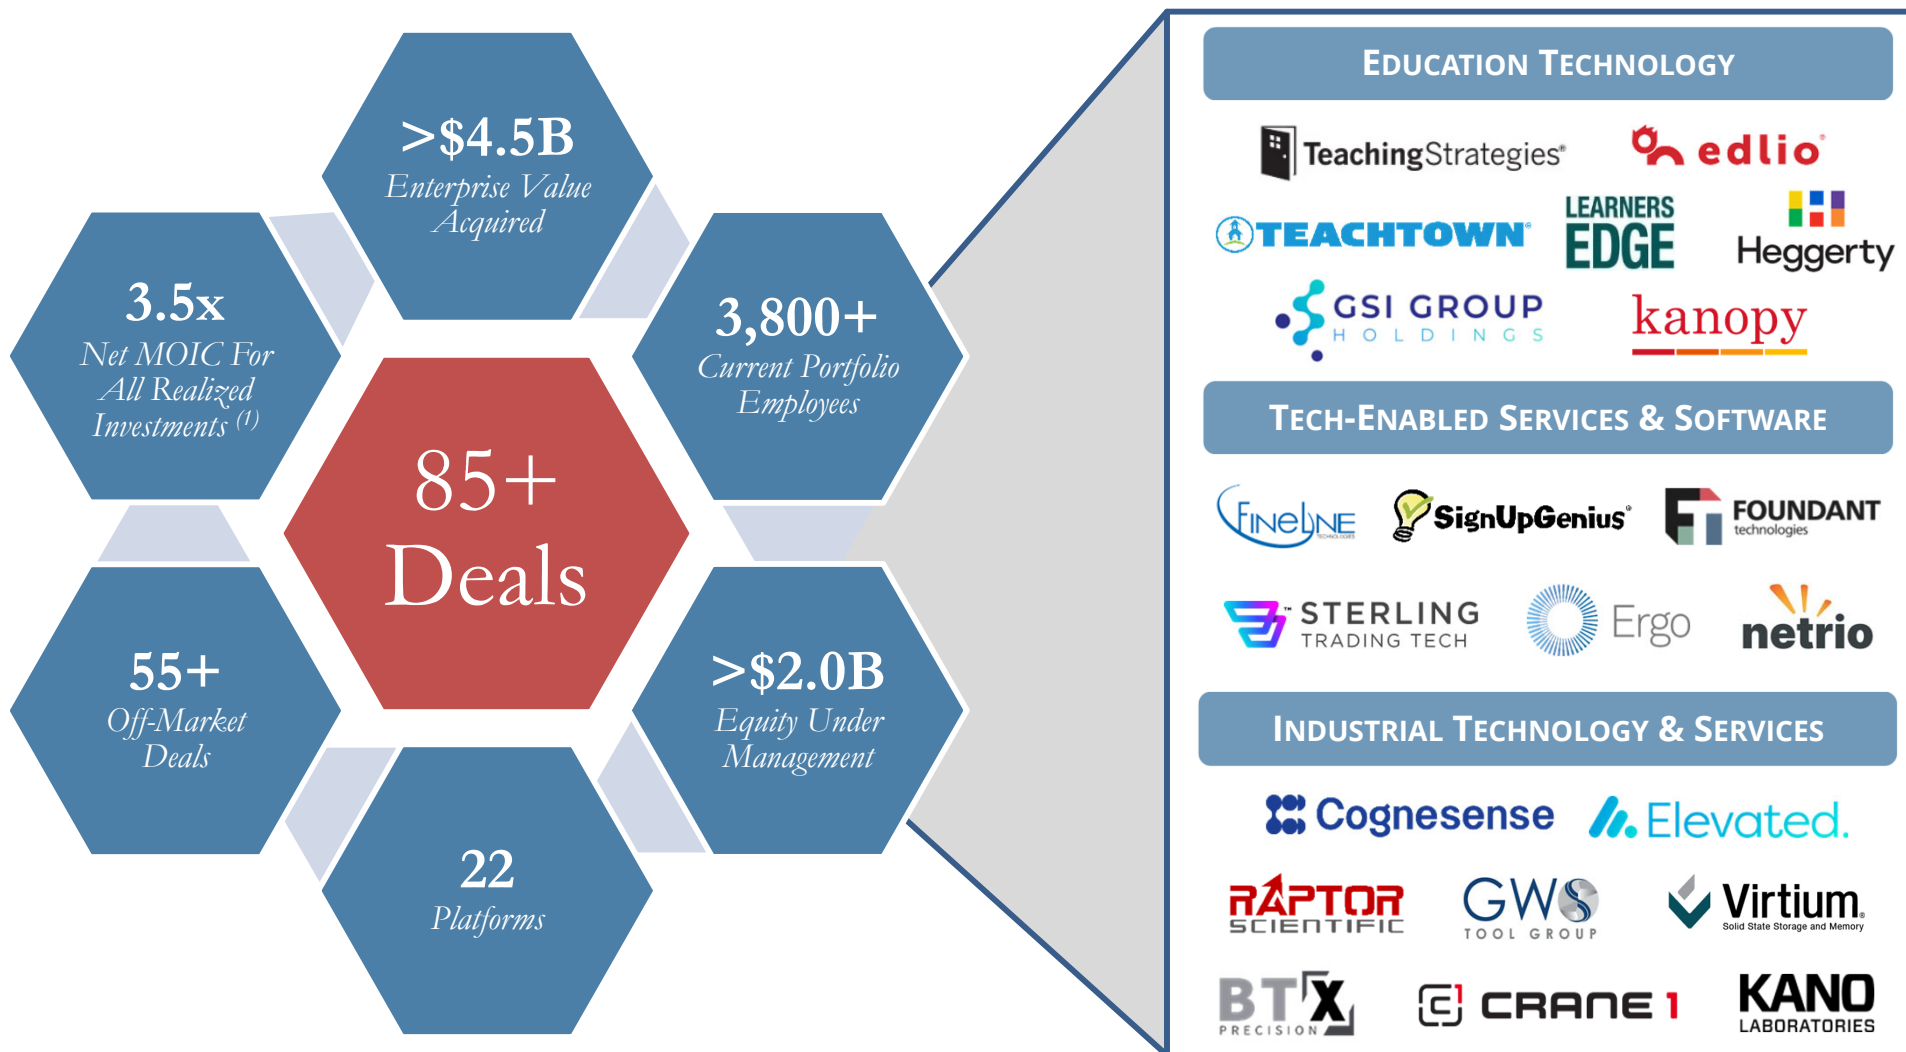 >$4.5B
Enterprise Value
Acquired
3.5x
Net MOIC For
All Realized
Investments (1)
3,800+
Current Portfolio
Employees
85+
Deals
55+
Off-Market
Deals
>$2.0B
Equity Under
Management
22
Platforms
EDUCATION TECHNOLOGY
TeachingStrategies®
edlio®
TEACHTOWN®
LEARNERS
EDGE
Heggerty
GSI GROUP
HOLDINGS
kanopy
TECH-ENABLED SERVICES & SOFTWARE
FINELINE
TECHNOLOGIES
SignUpGenius®
FOUNDANT
technologies
STERLING™
TRADING TECH
Ergo
netrio
INDUSTRIAL TECHNOLOGY & SERVICES
Cognesense
Elevated.
RAPTOR
SCIENTIFIC
GWS
TOOL GROUP
Virtium®
Solid State Storage and Memory
BTX
PRECISION
C1 CRANE 1
KANO
LABORATORIES